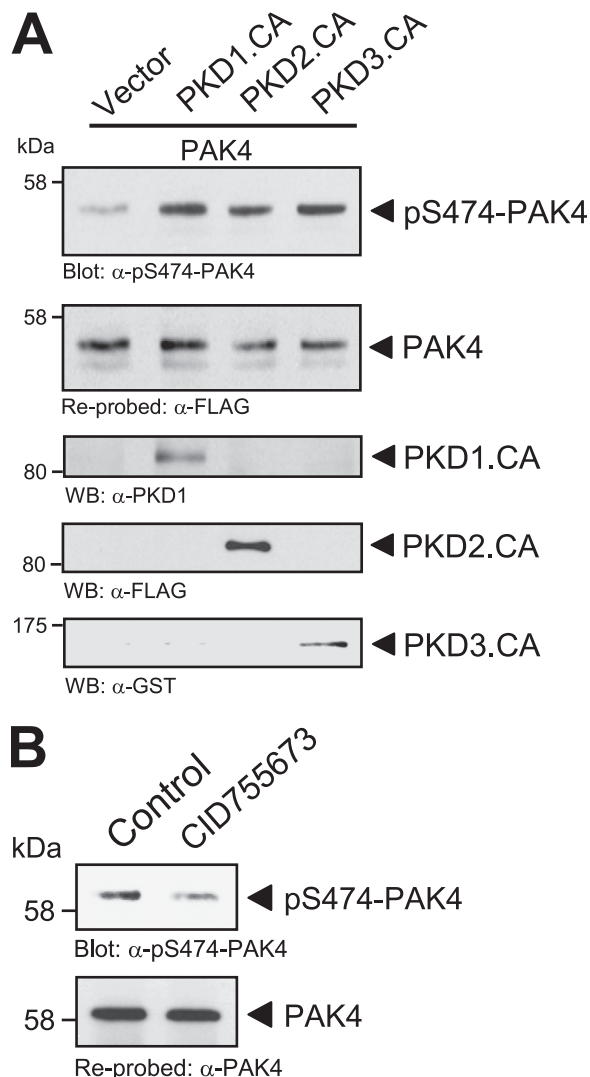 A
Vector PKD1.CA PKD2.CA PKD3.CA
kDa PAK4
58
◀ pS474-PAK4
Blot: α-pS474-PAK4
58
◀ PAK4
Re-probed: α-FLAG
◀ PKD1.CA
80
WB: α-PKD1
◀ PKD2.CA
80
WB: α-FLAG
175
◀ PKD3.CA
WB: α-GST
B
Control CID755673
kDa
◀ pS474-PAK4
58
Blot: α-pS474-PAK4
58 ◀ PAK4
Re-probed: α-PAK4